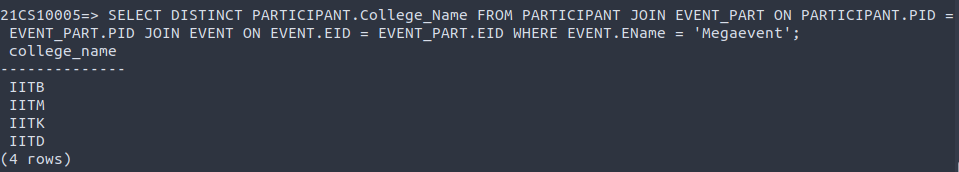 21CS10005=> SELECT DISTINCT PARTICIPANT.College_Name FROM PARTICIPANT JOIN EVENT_PART ON PARTICIPANT.PID =
 EVENT_PART.PID JOIN EVENT ON EVENT.EID = EVENT_PART.EID WHERE EVENT.EName = 'Megaevent';
 college_name
--------------
 IITB
 IITM
 IITK
 IITD
(4 rows)